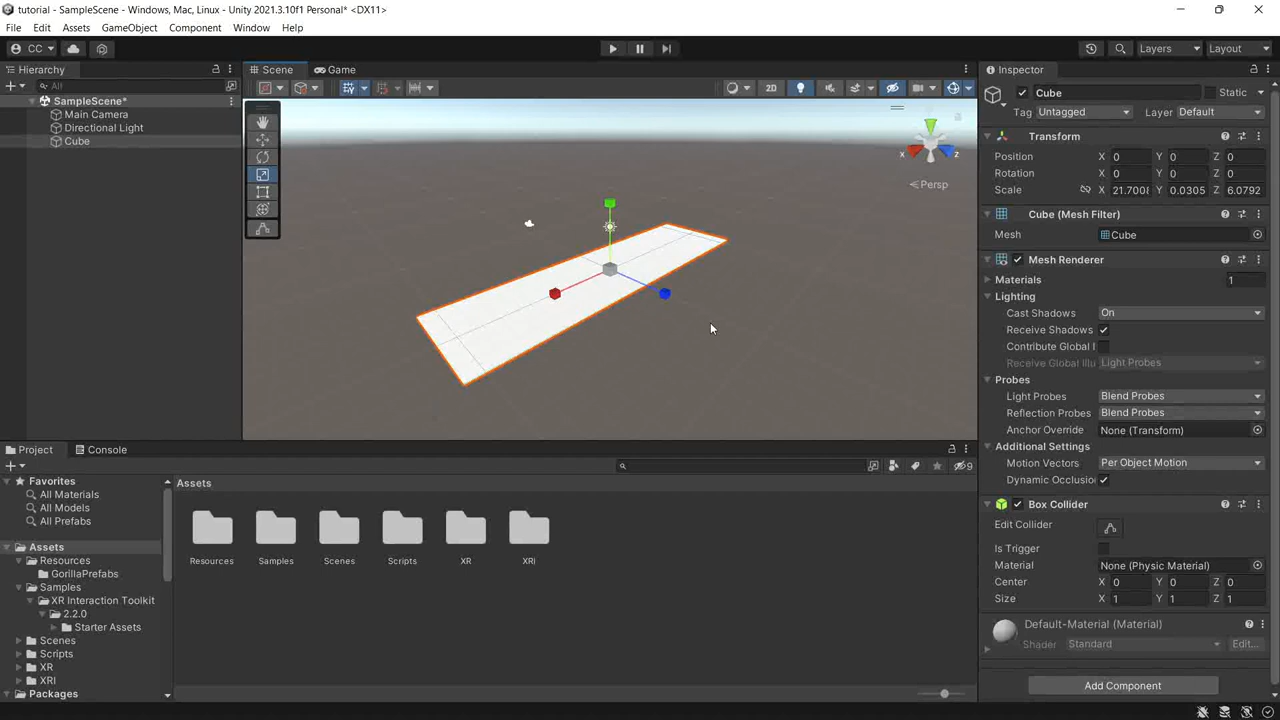 tutorial - SampleScene - Windows, Mac, Linux - Unity 2021.3.10f1 Personal* <DX11>
File Edit Assets GameObject Component Window Help
CC Layers Layout
Hierarchy
All
SampleScene*
Main Camera
Directional Light
Cube
Scene Game
2D
x z
Persp
Inspector
Cube Static
Tag Untagged Layer Default
Transform
Position X 0 Y 0 Z 0
Rotation X 0 Y 0 Z 0
Scale X 21.700 Y 0.0305 Z 6.0792
Cube (Mesh Filter)
Mesh Cube
Mesh Renderer
Materials 1
Lighting
Cast Shadows On
Receive Shadows
Contribute Global I
Receive Global Illu Light Probes
Probes
Light Probes Blend Probes
Reflection Probes Blend Probes
Anchor Override None (Transform)
Additional Settings
Motion Vectors Per Object Motion
Dynamic Occlusio
Box Collider
Edit Collider
Is Trigger
Material None (Physic Material)
Center X 0 Y 0 Z 0
Size X 1 Y 1 Z 1
Default-Material (Material)
Shader Standard Edit...
Add Component
Project Console
9
Favorites
All Materials
All Models
All Prefabs
Assets
Resources
GorillaPrefabs
Samples
XR Interaction Toolkit
2.2.0
Starter Assets
Scenes
Scripts
XR
XRI
Packages
Assets
Resources Samples Scenes Scripts XR XRI